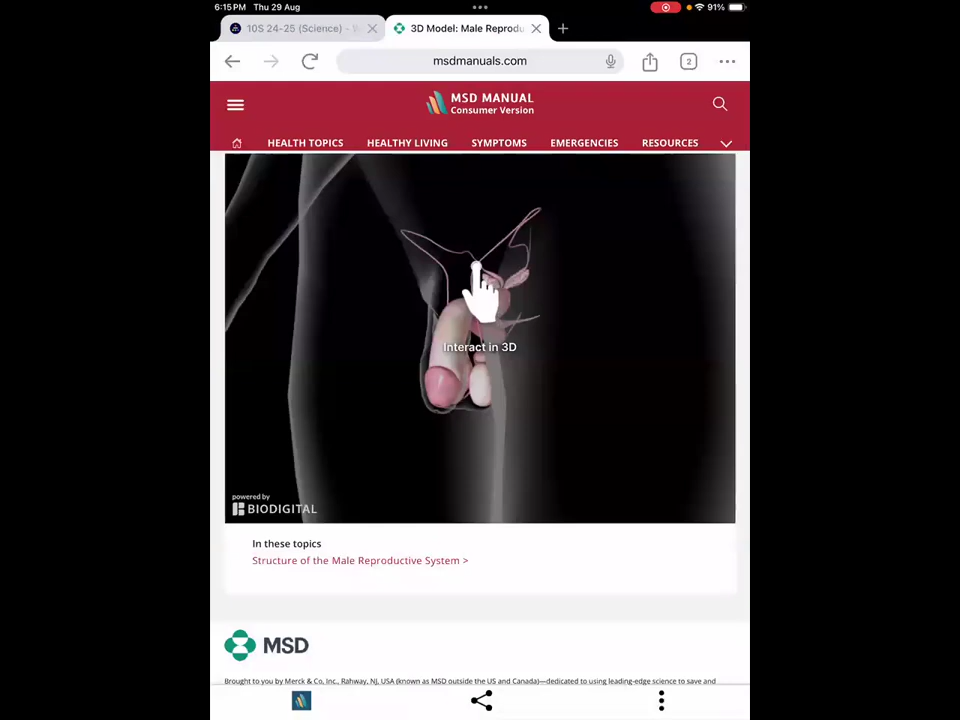 6:15PM Thu 29 Aug
91%
10S 24-25 (Science) -
3D Model: Male Reprodu
msdmanuals.com
2
MSD MANUAL
Consumer Version
HEALTH TOPICS HEALTHY LIVING SYMPTOMS EMERGENCIES RESOURCES
Interact in 3D
powered by
BIODIGITAL
In these topics
Structure of the Male Reproductive System >
MSD
Brought to you by Merck & Co, Inc., Rahway, NJ, USA (known as MSD outside the US and Canada)—dedicated to using leading-edge science to save and